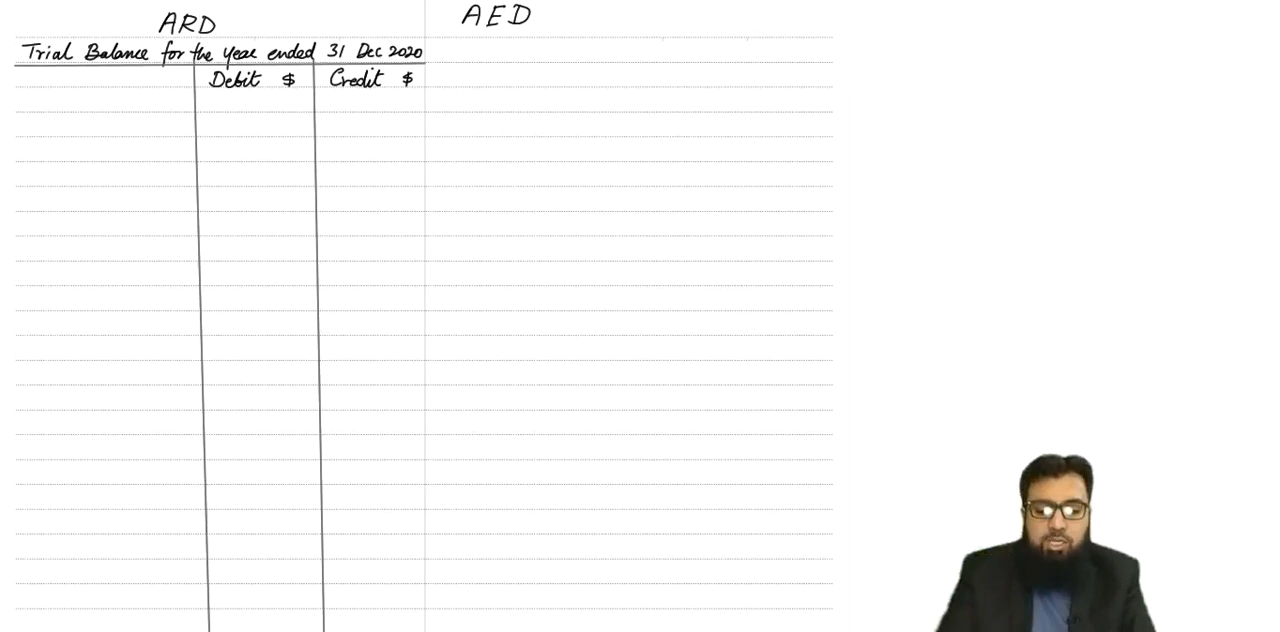 ARD
AED
Trial Balance for the year ended 31 Dec 2020
Debit $ Credit $